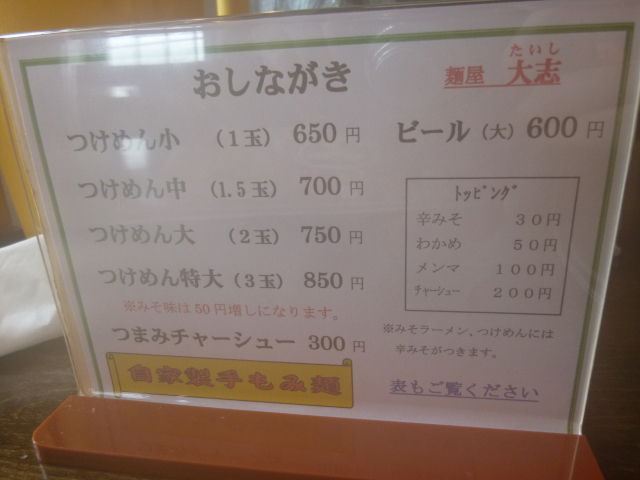 おしながき
たいし
麺屋 大志
つけめん小 (1玉) 650円
つけめん中 (1.5玉) 700円
つけめん大 (2玉) 750円
つけめん特大(3玉) 850円
※みそ味は50円増しになります。
つまみチャーシュー 300円
自家製手もみ麺
ビール(大)600円
ﾄｯﾋﾟﾝｸﾞ
辛みそ 30円
わかめ 50円
メンマ 100円
ﾁｬｰｼｭｰ 200円
※みそラーメン、つけめんには
辛みそがつきます。
表もご覧ください